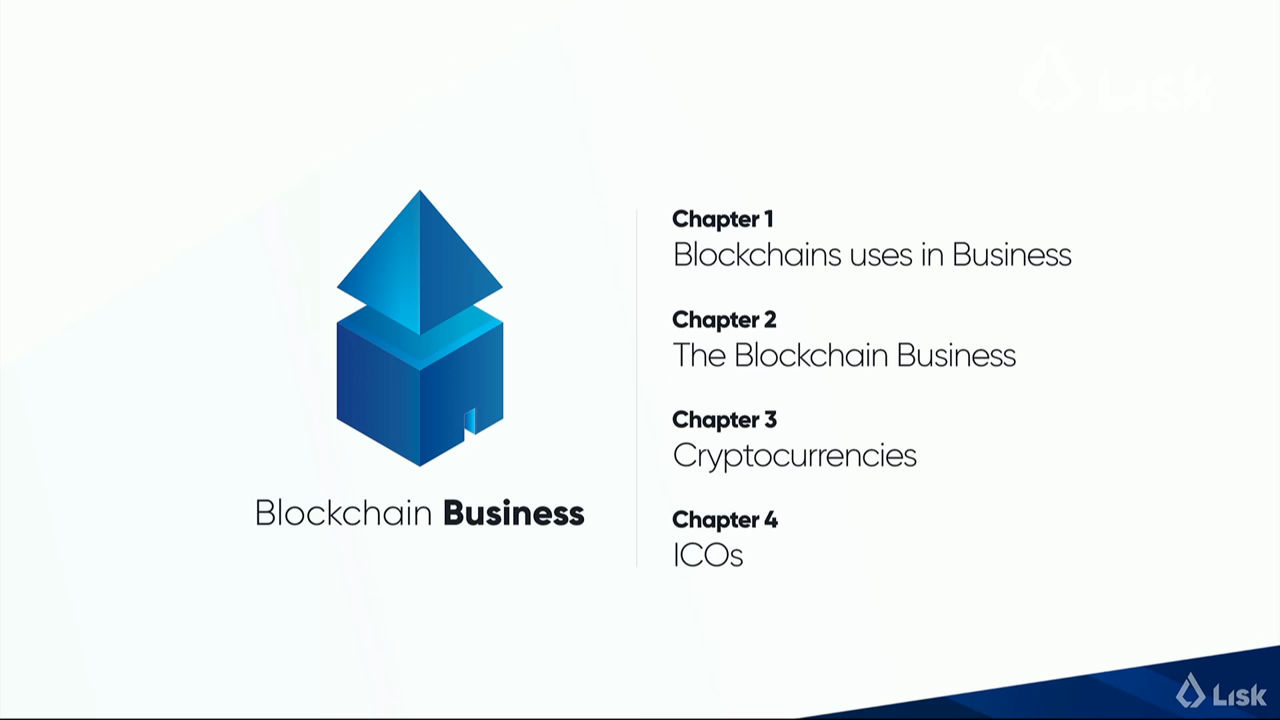 Lisk
Blockchain Business
Chapter 1
Blockchains uses in Business
Chapter 2
The Blockchain Business
Chapter 3
Cryptocurrencies
Chapter 4
ICOs
Lisk